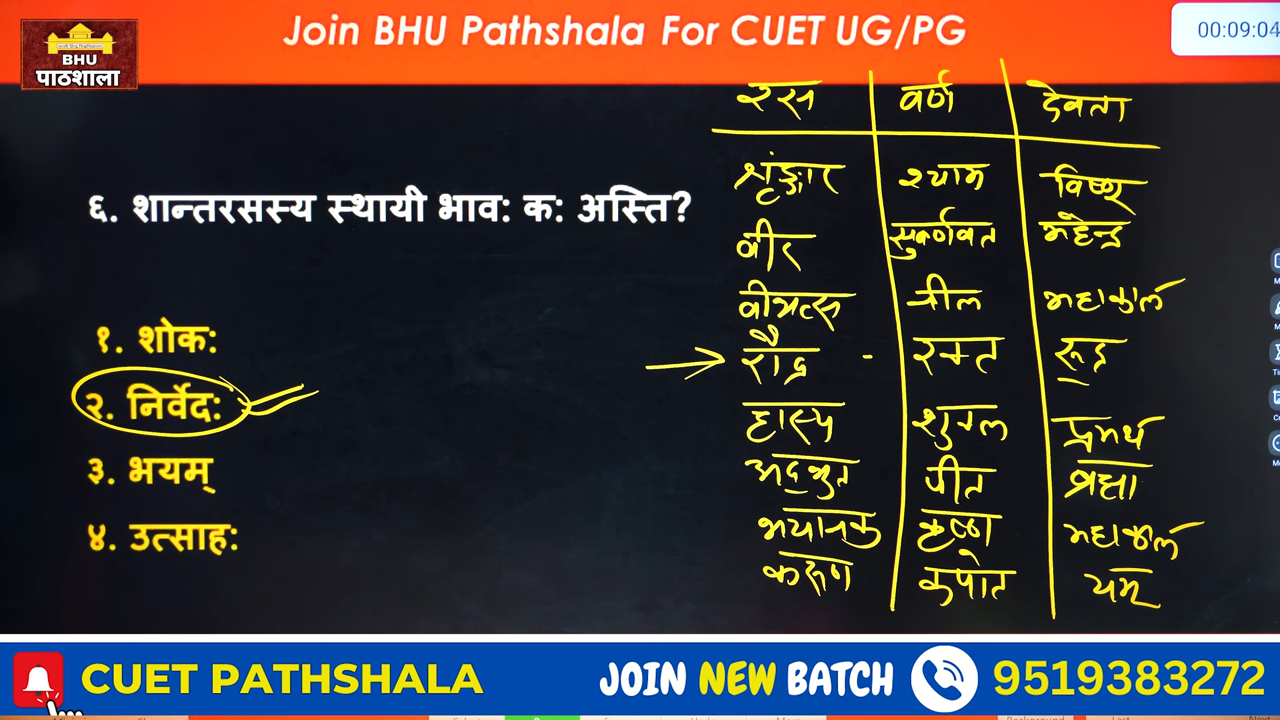 Join BHU Pathshala For CUET UG/PG
00:09:04
BHU
पाठशाला
६. शान्तरसस्य स्थायी भाव: क: अस्ति?
१. शोक:
२. निर्वेद:
३. भयम्
४. उत्साह:
रस वर्ण देवता
श्रृंङ्गार श्याम विष्णु
वीर सुवर्णवत महेन्द्र
वीभत्स नील महाकाल
रौद्र - रक्त रूद्र
हास्य शुक्ल प्रमथ
अदभुत पीत ब्रह्मा
भयानक कृष्ण महाकाल
करूण कपोत यम
CUET PATHSHALA
JOIN NEW BATCH
9519383272